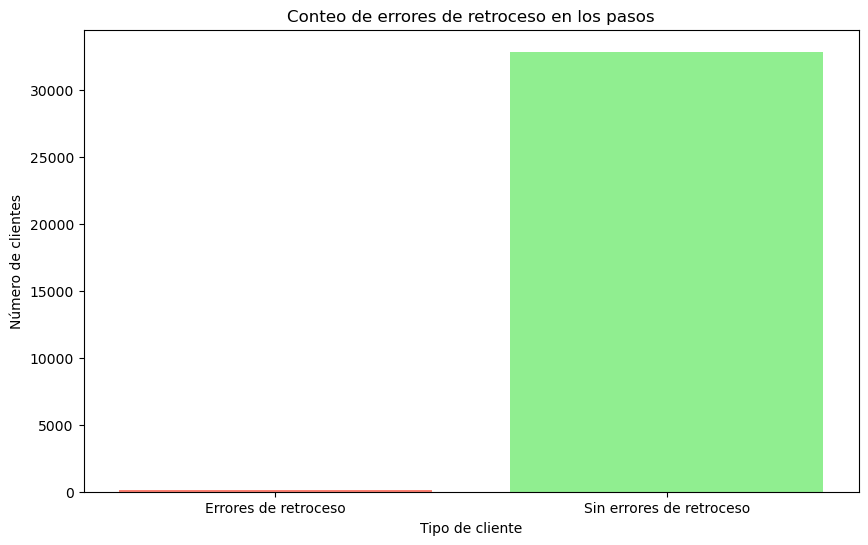 Conteo de errores de retroceso en los pasos
30000
25000
20000
15000
10000
5000
0
Número de clientes
Errores de retroceso
Sin errores de retroceso
Tipo de cliente